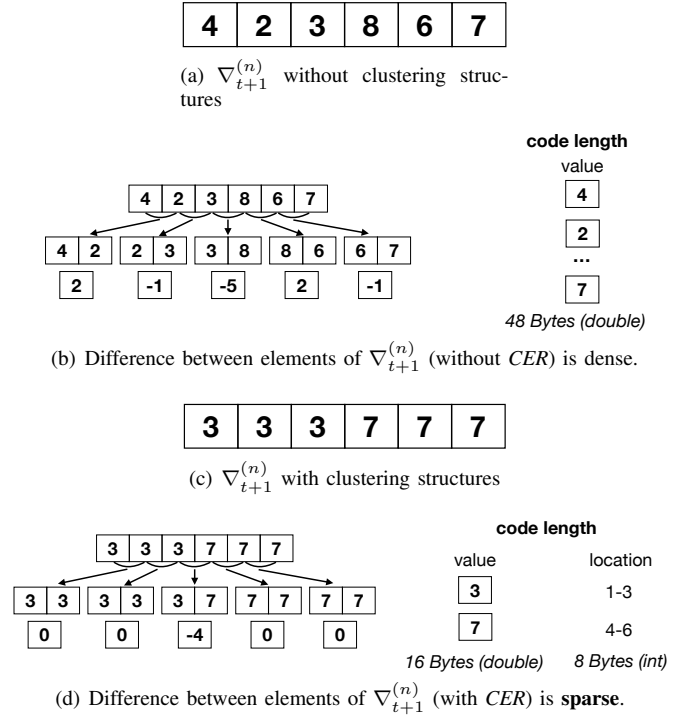 4 2 3 8 6 7
(a) ∇_{t+1}^{(n)} without clustering struc-
tures
code length
value
4
4 2 3 8 6 7
2
4 2 2 3 3 8 8 6 6 7
...
2 -1 -5 2 -1
7
48 Bytes (double)
(b) Difference between elements of ∇_{t+1}^{(n)} (without CER) is dense.
3 3 3 7 7 7
(c) ∇_{t+1}^{(n)} with clustering structures
code length
3 3 3 7 7 7
value location
3 3 3 3 3 7 7 7 7 7
3 1-3
0 0 -4 0 0
7 4-6
16 Bytes (double) 8 Bytes (int)
(d) Difference between elements of ∇_{t+1}^{(n)} (with CER) is sparse.